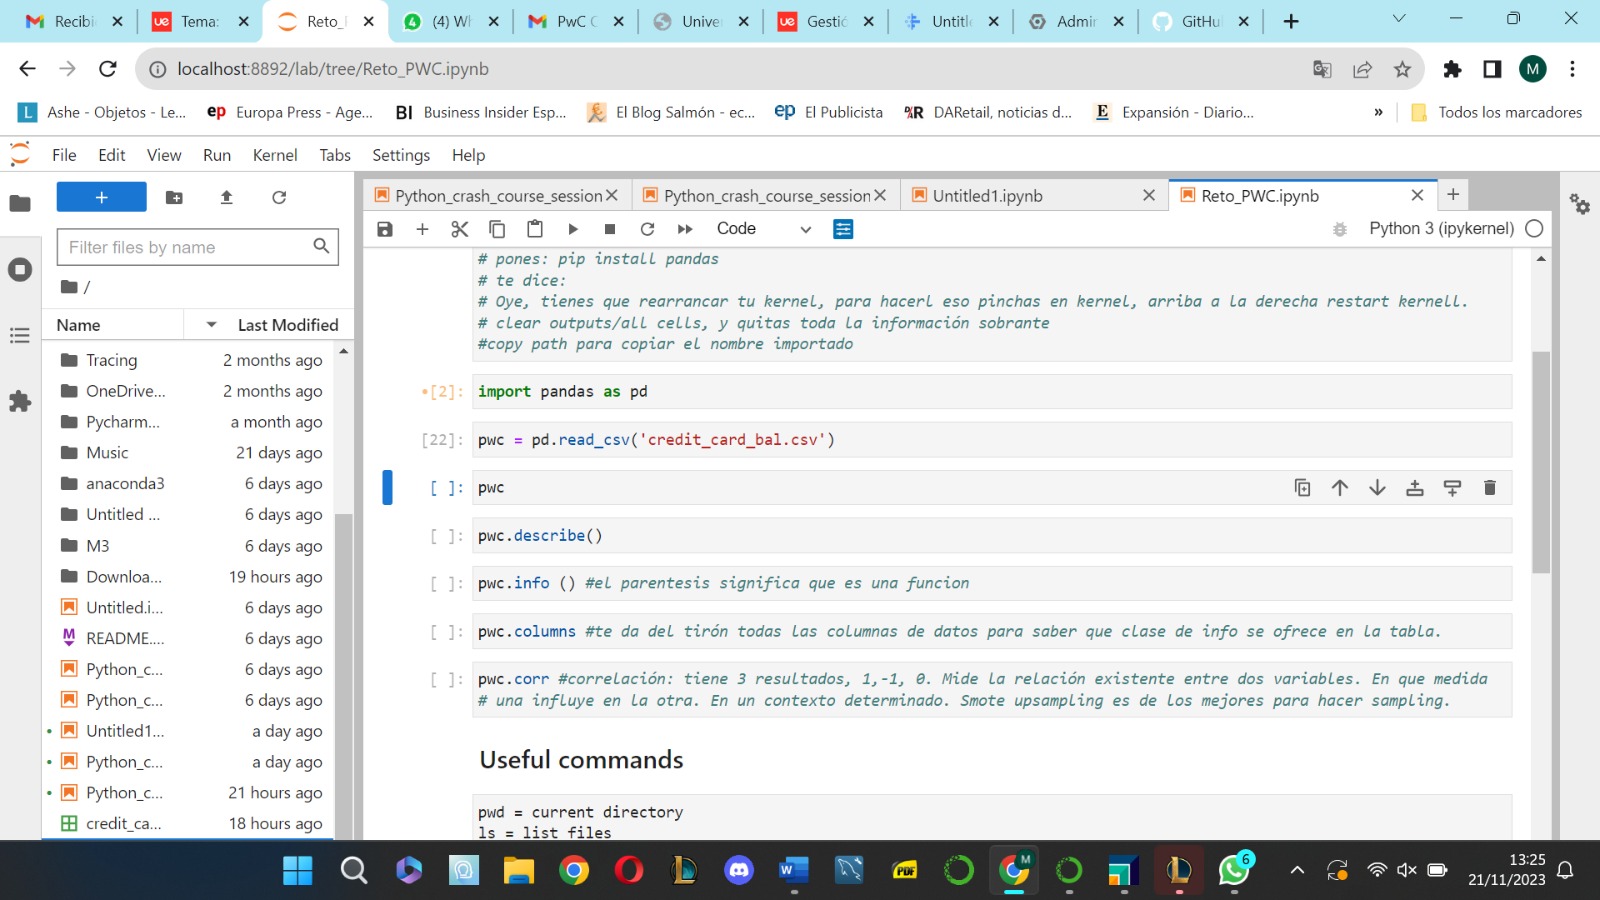 Recibi
Tema:
Reto_
(4) Wh
PwC C
Univer
Gestió
Untitle
Admin
GitHu
localhost:8892/lab/tree/Reto_PWC.ipynb
M
L Ashe - Objetos - Le...
ep Europa Press - Age...
BI Business Insider Esp...
El Blog Salmón - ec...
ep El Publicista
DARetail, noticias d...
E Expansión - Diario...
»
Todos los marcadores
File Edit View Run Kernel Tabs Settings Help
Filter files by name
/
Name Last Modified
Tracing 2 months ago
OneDrive... 2 months ago
Pycharm... a month ago
Music 21 days ago
anaconda3 6 days ago
Untitled ... 6 days ago
M3 6 days ago
Downloa... 19 hours ago
Untitled.i... 6 days ago
README.... 6 days ago
Python_c... 6 days ago
Python_c... 6 days ago
Untitled1... a day ago
Python_c... a day ago
Python_c... 21 hours ago
credit_ca... 18 hours ago
Python_crash_course_session
Python_crash_course_session
Untitled1.ipynb
Reto_PWC.ipynb
Code
Python 3 (ipykernel)
# pones: pip install pandas
# te dice:
# Oye, tienes que rearrancar tu kernel, para hacerl eso pinchas en kernel, arriba a la derecha restart kernell.
# clear outputs/all cells, y quitas toda la información sobrante
#copy path para copiar el nombre importado
[2]: import pandas as pd
[22]: pwc = pd.read_csv('credit_card_bal.csv')
[ ]: pwc
[ ]: pwc.describe()
[ ]: pwc.info () #el parentesis significa que es una funcion
[ ]: pwc.columns #te da del tirón todas las columnas de datos para saber que clase de info se ofrece en la tabla.
[ ]: pwc.corr #correlación: tiene 3 resultados, 1,-1, 0. Mide la relación existente entre dos variables. En que medida
# una influye en la otra. En un contexto determinado. Smote upsampling es de los mejores para hacer sampling.
Useful commands
pwd = current directory
ls = list files
PDF
M
6
13:25
21/11/2023